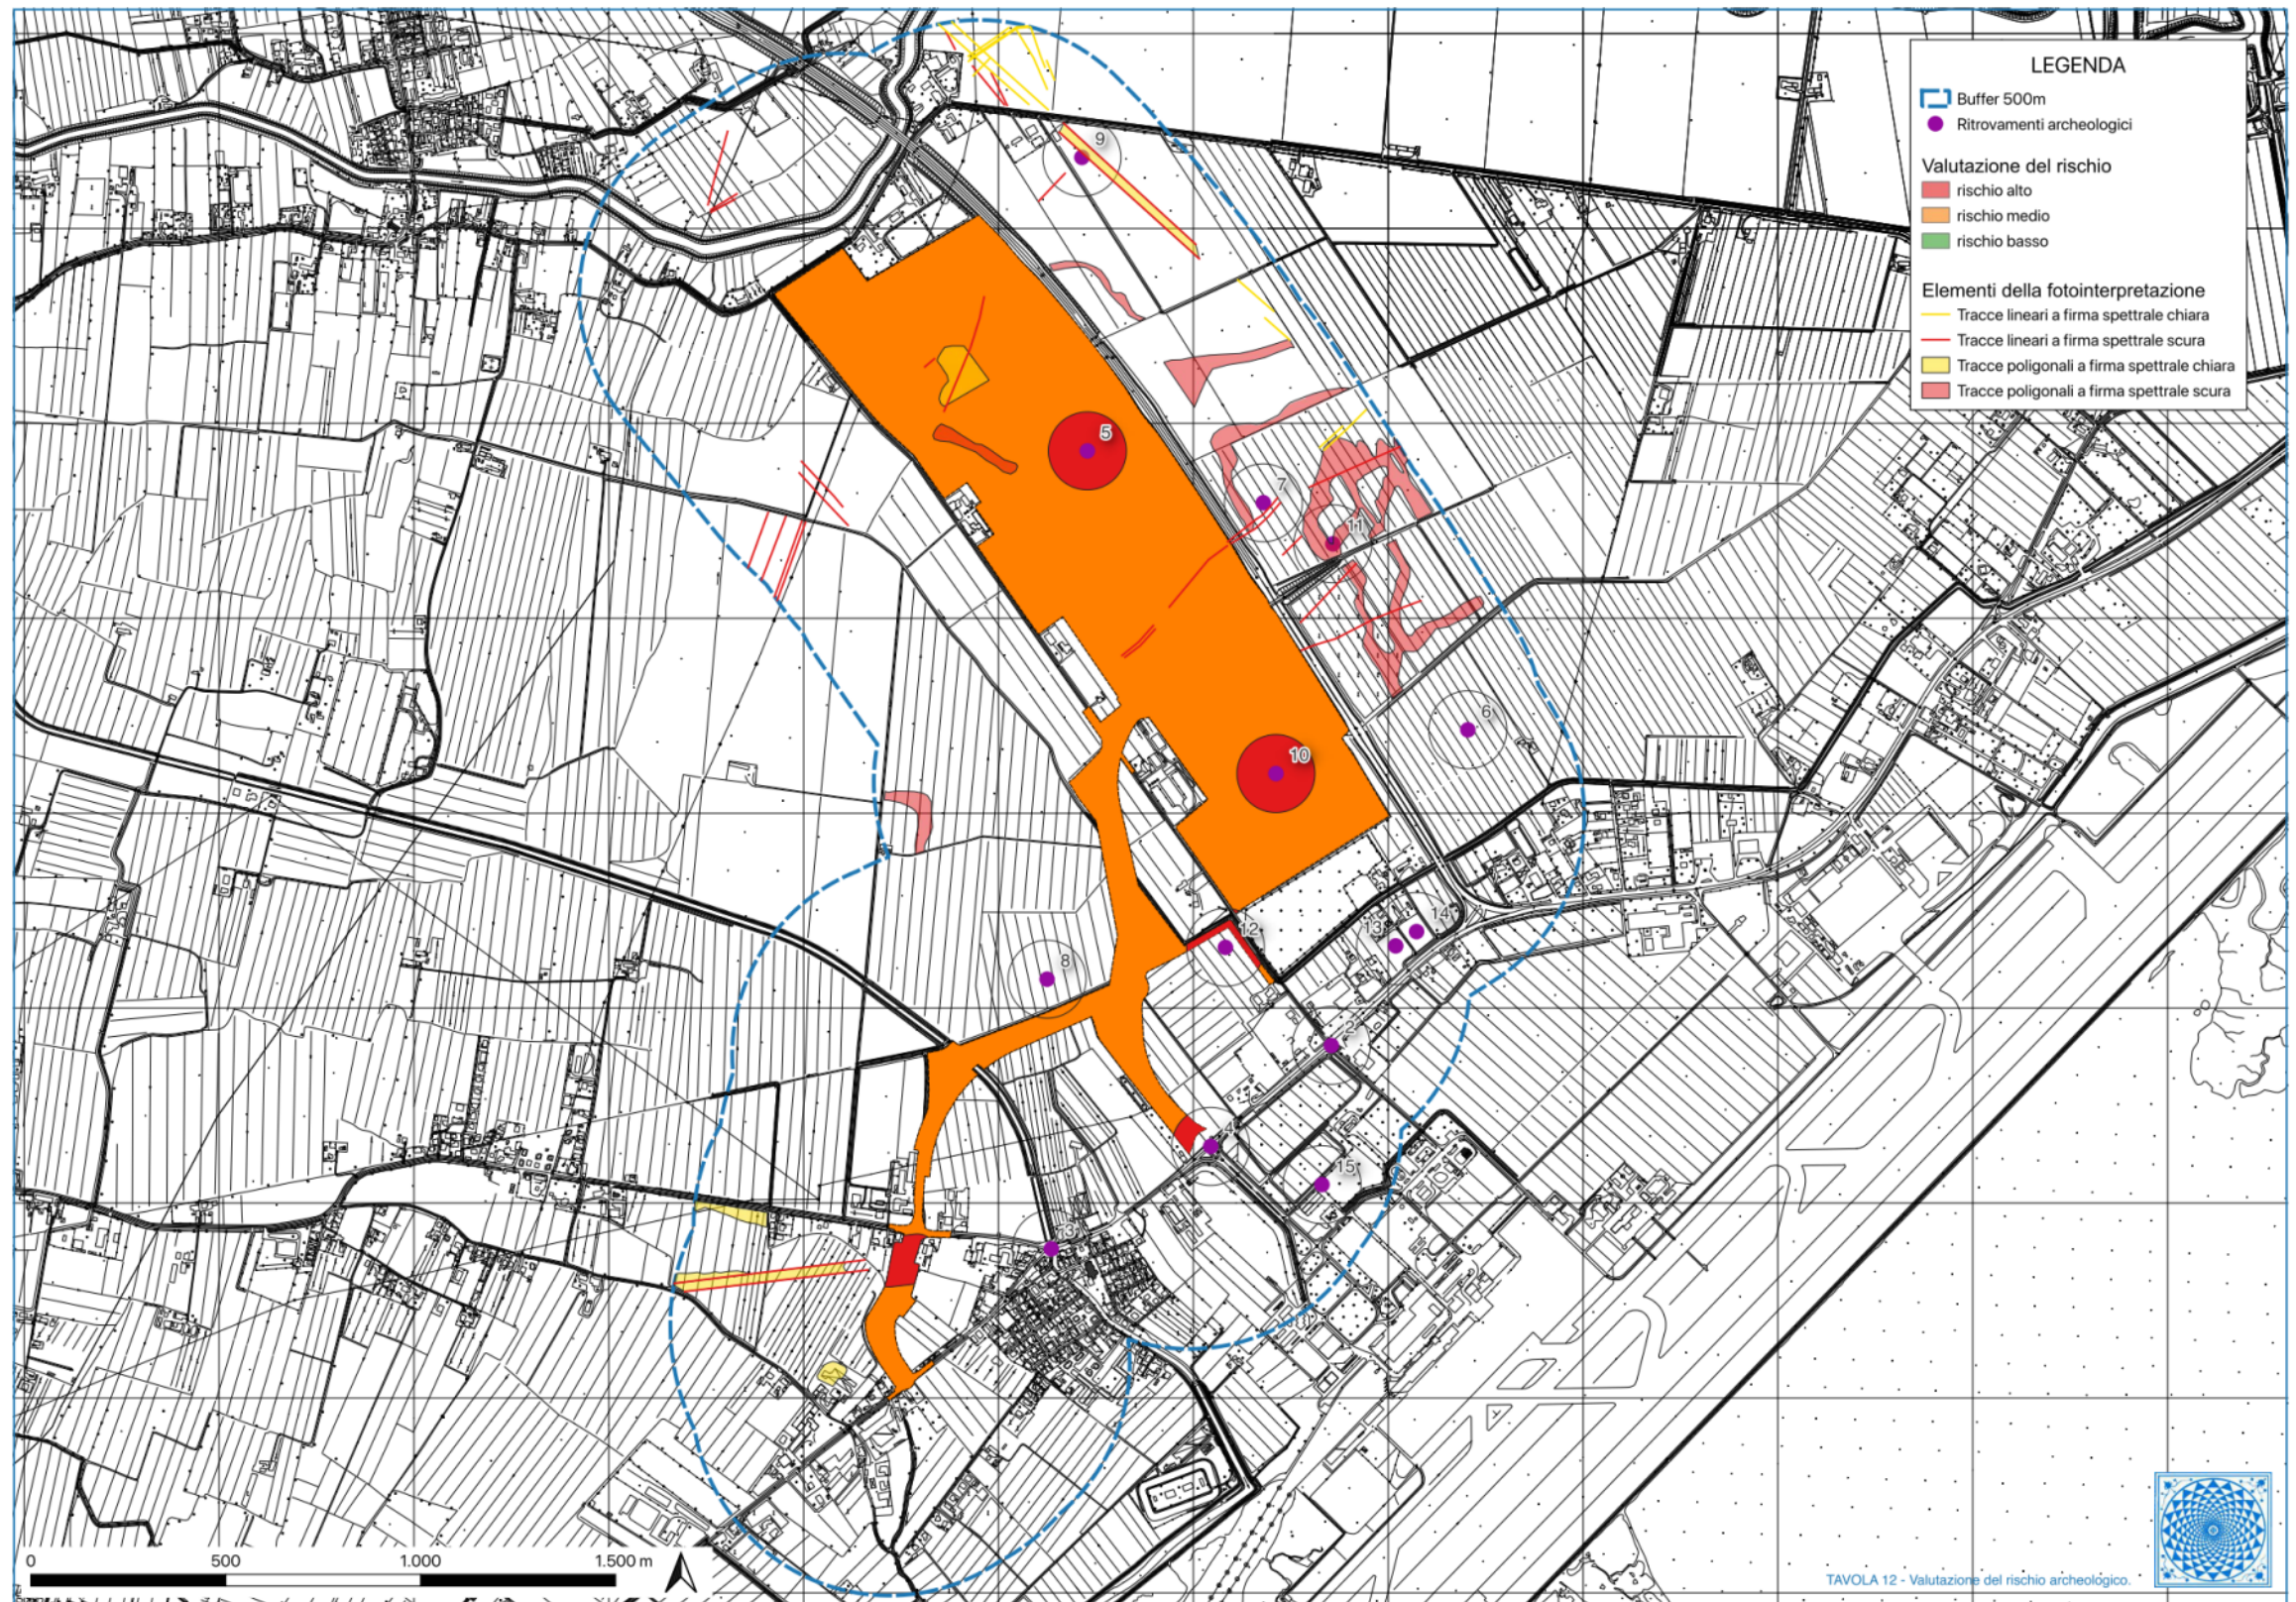 LEGENDA
Buffer 500m
Ritrovamenti archeologici
Valutazione del rischio
rischio alto
rischio medio
rischio basso
Elementi della fotointerpretazione
Tracce lineari a firma spettrale chiara
Tracce lineari a firma spettrale scura
Tracce poligonali a firma spettrale chiara
Tracce poligonali a firma spettrale scura
9
5
7
11
6
10
14
13
12
8
2
4
15
3
0 500 1.000 1.500 m
TAVOLA 12 - Valutazione del rischio archeologico.